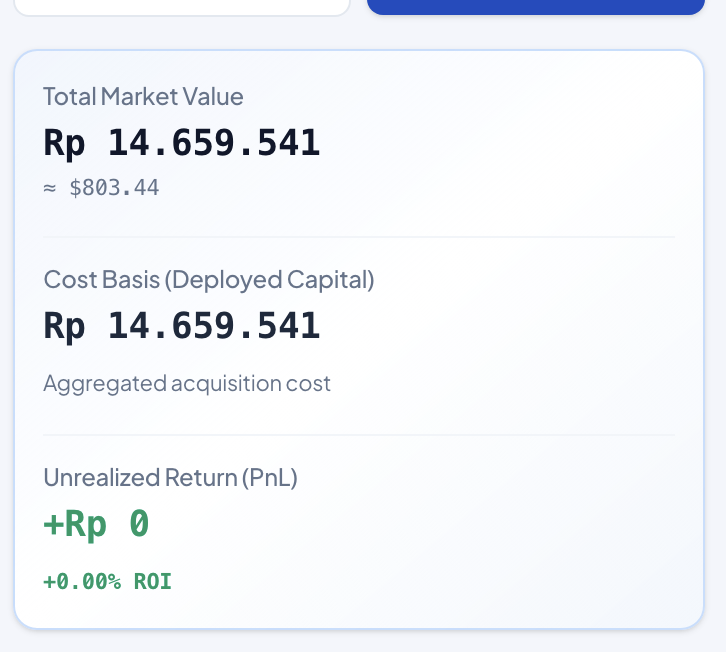 Total Market Value
Rp 14.659.541
≈ $803.44
Cost Basis (Deployed Capital)
Rp 14.659.541
Aggregated acquisition cost
Unrealized Return (PnL)
+Rp 0
+0.00% ROI